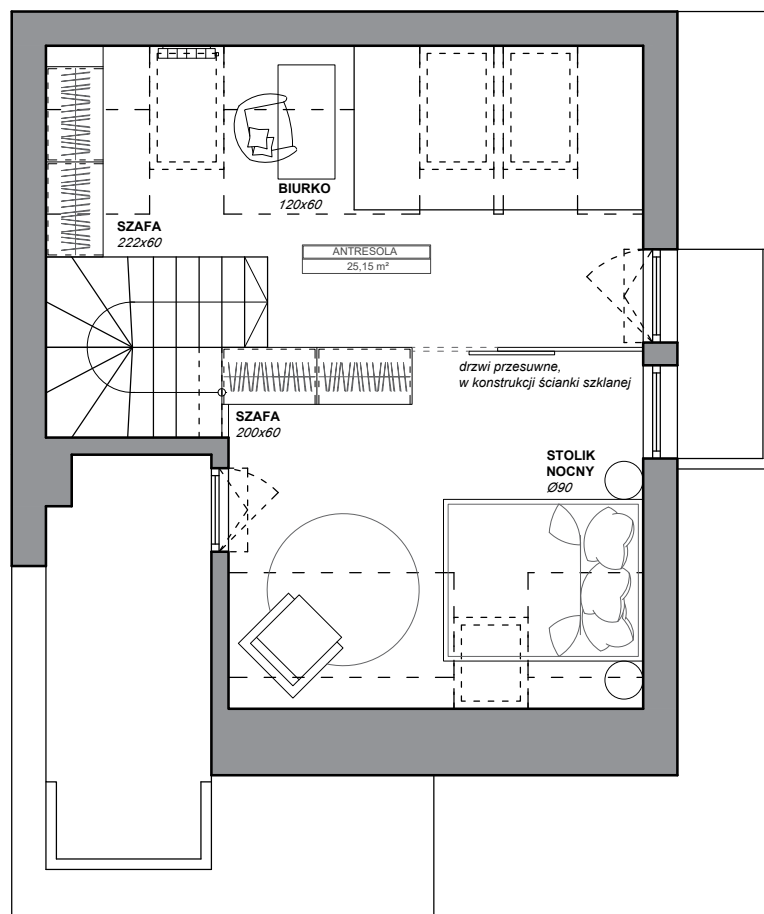 BIURKO
120x60
SZAFA
222x60
ANTRESOLA
25,15 m²
drzwi przesuwne,
w konstrukcji ścianki szklanej
SZAFA
200x60
STOLIK
NOCNY
Ø90